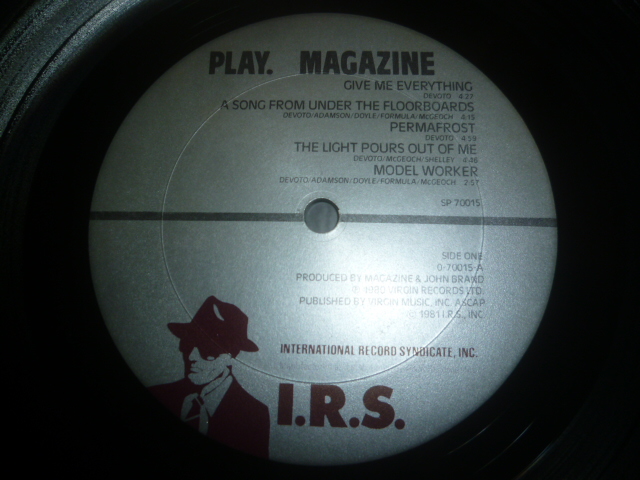 PLAY. MAGAZINE
GIVE ME EVERYTHING
DEVOTO 4:27
A SONG FROM UNDER THE FLOORBOARDS
DEVOTO/ADAMSON/DOYLE/FORMULA/McGEOCH 4:15
PERMAFROST
DEVOTO 4:59
THE LIGHT POURS OUT OF ME
DEVOTO/McGEOCH/SHELLEY 4:46
MODEL WORKER
DEVOTO/ADAMSON/DOYLE/FORMULA/McGEOCH 2:57
SP 70015
SIDE ONE
0-70015-A
PRODUCED BY MAGAZINE & JOHN BRAND
℗ 1980 VIRGIN RECORDS LTD.
PUBLISHED BY VIRGIN MUSIC, INC. ASCAP
© 1981 I.R.S., INC
INTERNATIONAL RECORD SYNDICATE, INC.
I.R.S.